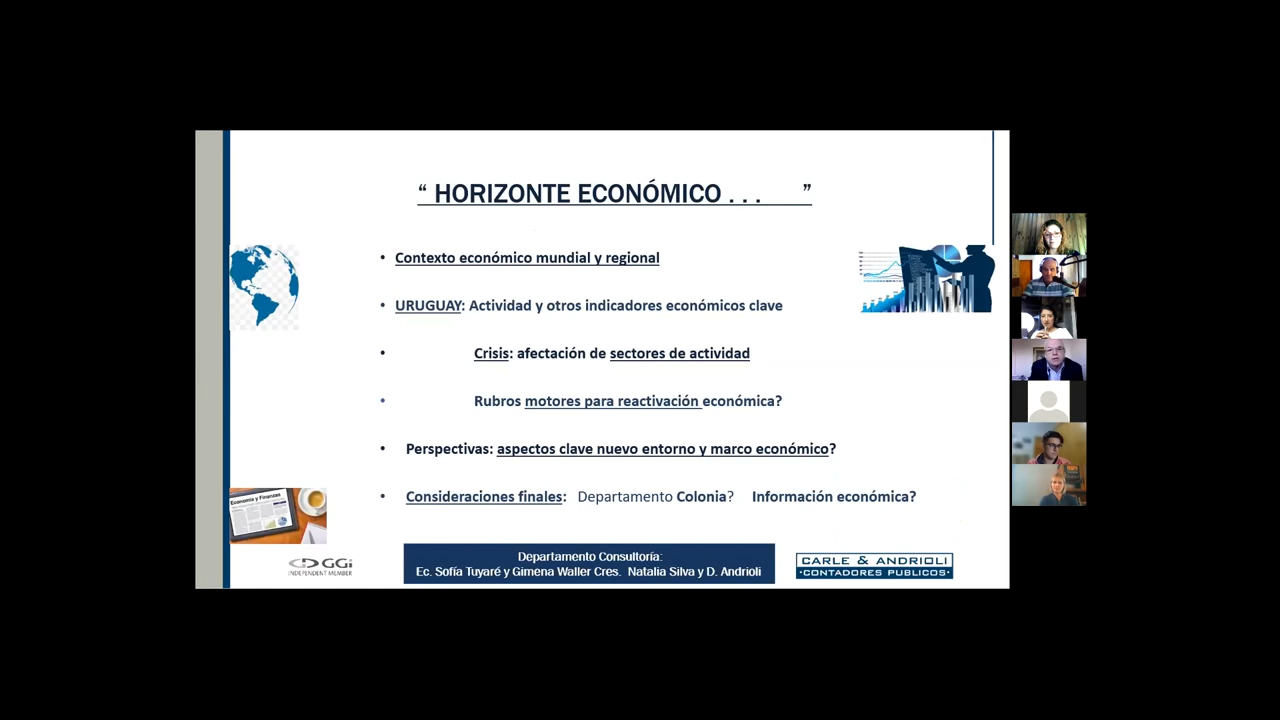 “ HORIZONTE ECONÓMICO . . . ”
• Contexto económico mundial y regional
• URUGUAY: Actividad y otros indicadores económicos clave
• Crisis: afectación de sectores de actividad
• Rubros motores para reactivación económica?
• Perspectivas: aspectos clave nuevo entorno y marco económico?
• Consideraciones finales: Departamento Colonia? Información económica?
Economía y Finanzas
GGi
INDEPENDENT MEMBER
Departamento Consultoría:
Ec. Sofía Tuyaré y Gimena Waller Cres. Natalia Silva y D. Andrioli
CARLE & ANDRIOLI
•CONTADORES PUBLICOS•